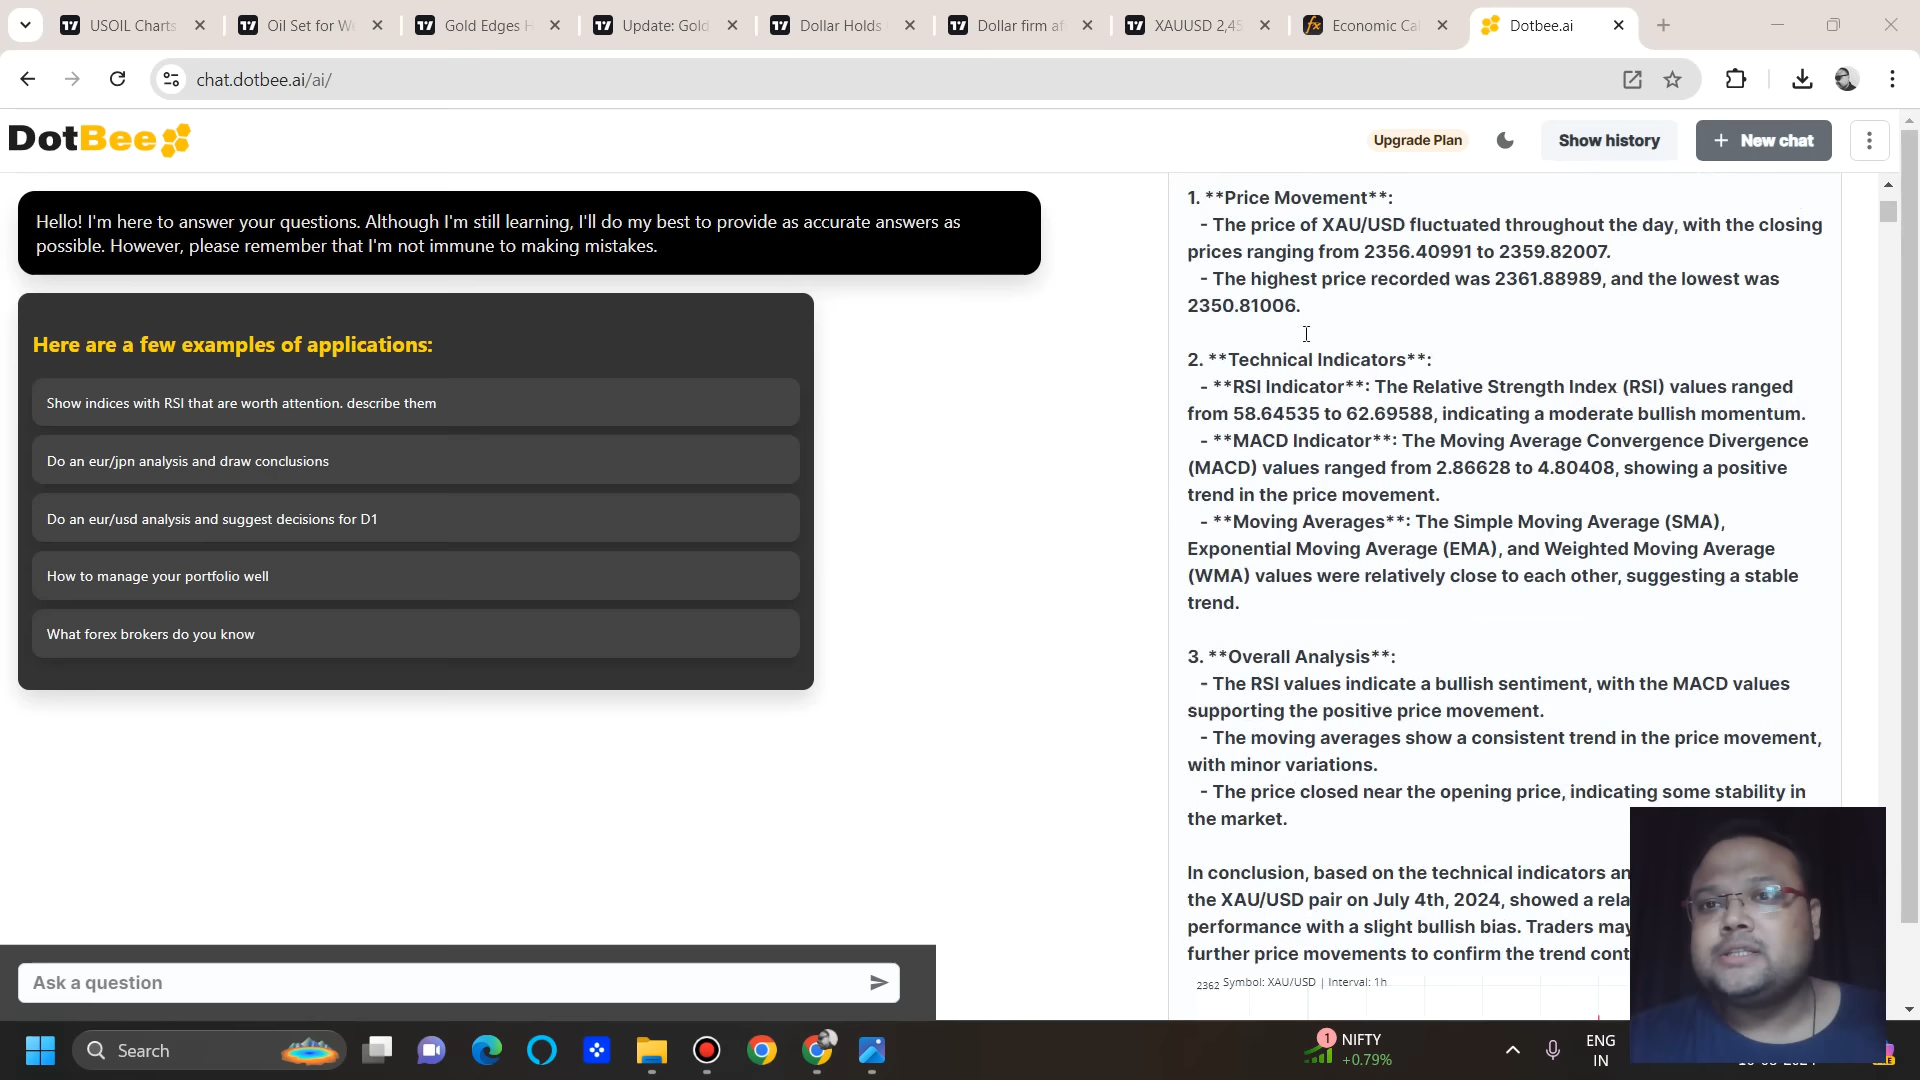 USOIL Charts
Oil Set for We
Gold Edges H
Update: Gold
Dollar Holds
Dollar firm af
XAUUSD 2,45
Economic Cal
Dotbee.ai
chat.dotbee.ai/ai/
DotBee
Upgrade Plan
Show history
+ New chat
Hello! I'm here to answer your questions. Although I'm still learning, I'll do my best to provide as accurate answers as
possible. However, please remember that I'm not immune to making mistakes.
Here are a few examples of applications:
Show indices with RSI that are worth attention. describe them
Do an eur/jpn analysis and draw conclusions
Do an eur/usd analysis and suggest decisions for D1
How to manage your portfolio well
What forex brokers do you know
Ask a question
1. **Price Movement**:
- The price of XAU/USD fluctuated throughout the day, with the closing
prices ranging from 2356.40991 to 2359.82007.
- The highest price recorded was 2361.88989, and the lowest was
2350.81006.
2. **Technical Indicators**:
- **RSI Indicator**: The Relative Strength Index (RSI) values ranged
from 58.64535 to 62.69588, indicating a moderate bullish momentum.
- **MACD Indicator**: The Moving Average Convergence Divergence
(MACD) values ranged from 2.86628 to 4.80408, showing a positive
trend in the price movement.
- **Moving Averages**: The Simple Moving Average (SMA),
Exponential Moving Average (EMA), and Weighted Moving Average
(WMA) values were relatively close to each other, suggesting a stable
trend.
3. **Overall Analysis**:
- The RSI values indicate a bullish sentiment, with the MACD values
supporting the positive price movement.
- The moving averages show a consistent trend in the price movement,
with minor variations.
- The price closed near the opening price, indicating some stability in
the market.
In conclusion, based on the technical indicators an
the XAU/USD pair on July 4th, 2024, showed a rela
performance with a slight bullish bias. Traders may
further price movements to confirm the trend cont
2362 Symbol: XAU/USD | Interval: 1h
Search
1
NIFTY
+0.79%
ENG
IN